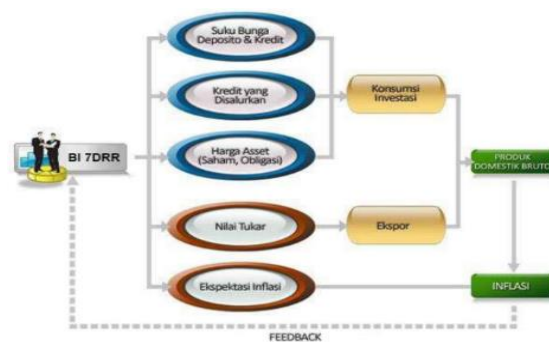 Suku Bunga
Deposito & Kredit
Kredit yang
Disalurkan
Konsumsi
Investasi
BI 7DRR
Harga Asset
(Saham, Obligasi)
PRODUK
DOMESTIK BRUTO
Nilai Tukar
Ekspor
Ekspektasi Inflasi
INFLASI
FEEDBACK